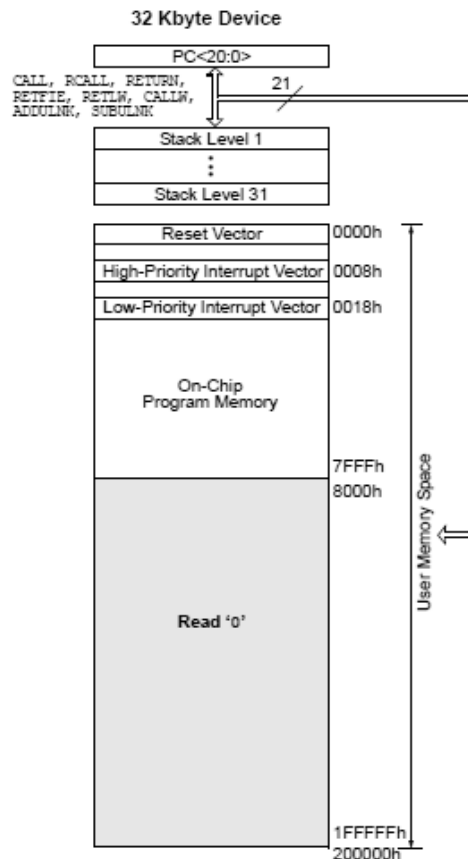 32 Kbyte Device
PC<20:0>
CALL, RCALL, RETURN,
RETFIE, RETLW, CALLW,
ADDULNK, SUBULNK
21
Stack Level 1
⋮
Stack Level 31
Reset Vector
0000h
High-Priority Interrupt Vector
0008h
Low-Priority Interrupt Vector
0018h
On-Chip
Program Memory
7FFFh
8000h
User Memory Space
Read ‘0’
1FFFFFh
200000h